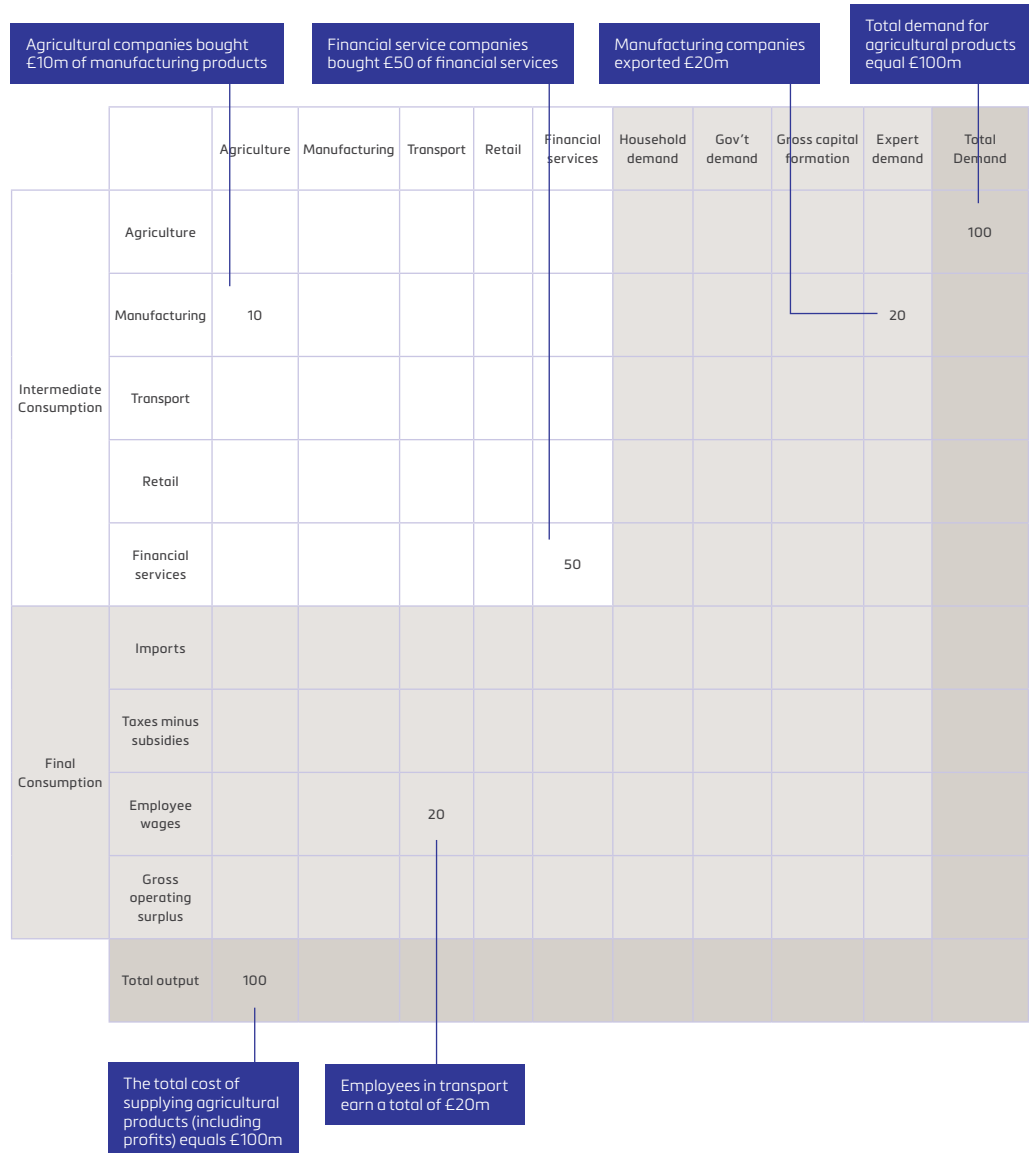 Agricultural companies bought
£10m of manufacturing products
Financial service companies
bought £50 of financial services
Manufacturing companies
exported £20m
Total demand for
agricultural products
equal £100m
Agriculture
Manufacturing
Transport
Retail
Financial
services
Household
demand
Gov't
demand
Gross capital
formation
Expert
demand
Total
Demand
Intermediate
Consumption
Agriculture
100
Manufacturing
10
20
Transport
Retail
Financial
services
50
Final
Consumption
Imports
Taxes minus
subsidies
Employee
wages
20
Gross
operating
surplus
Total output
100
The total cost of
supplying agricultural
products (including
profits) equals £100m
Employees in transport
earn a total of £20m